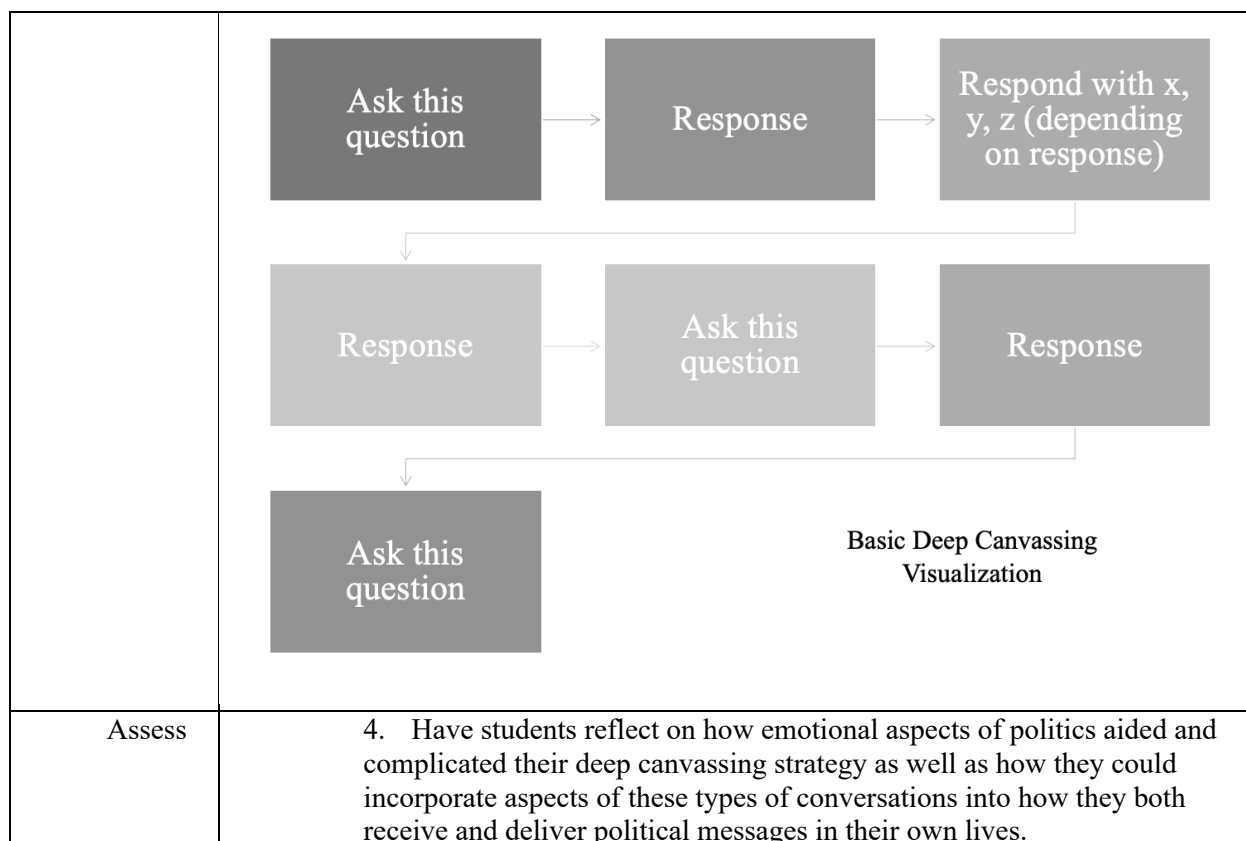 Ask this
question
Response
Respond with x,
y, z (depending
on response)
Response
Ask this
question
Response
Ask this
question
Basic Deep Canvassing
Visualization
Assess
4. Have students reflect on how emotional aspects of politics aided and
complicated their deep canvassing strategy as well as how they could
incorporate aspects of these types of conversations into how they both
receive and deliver political messages in their own lives.